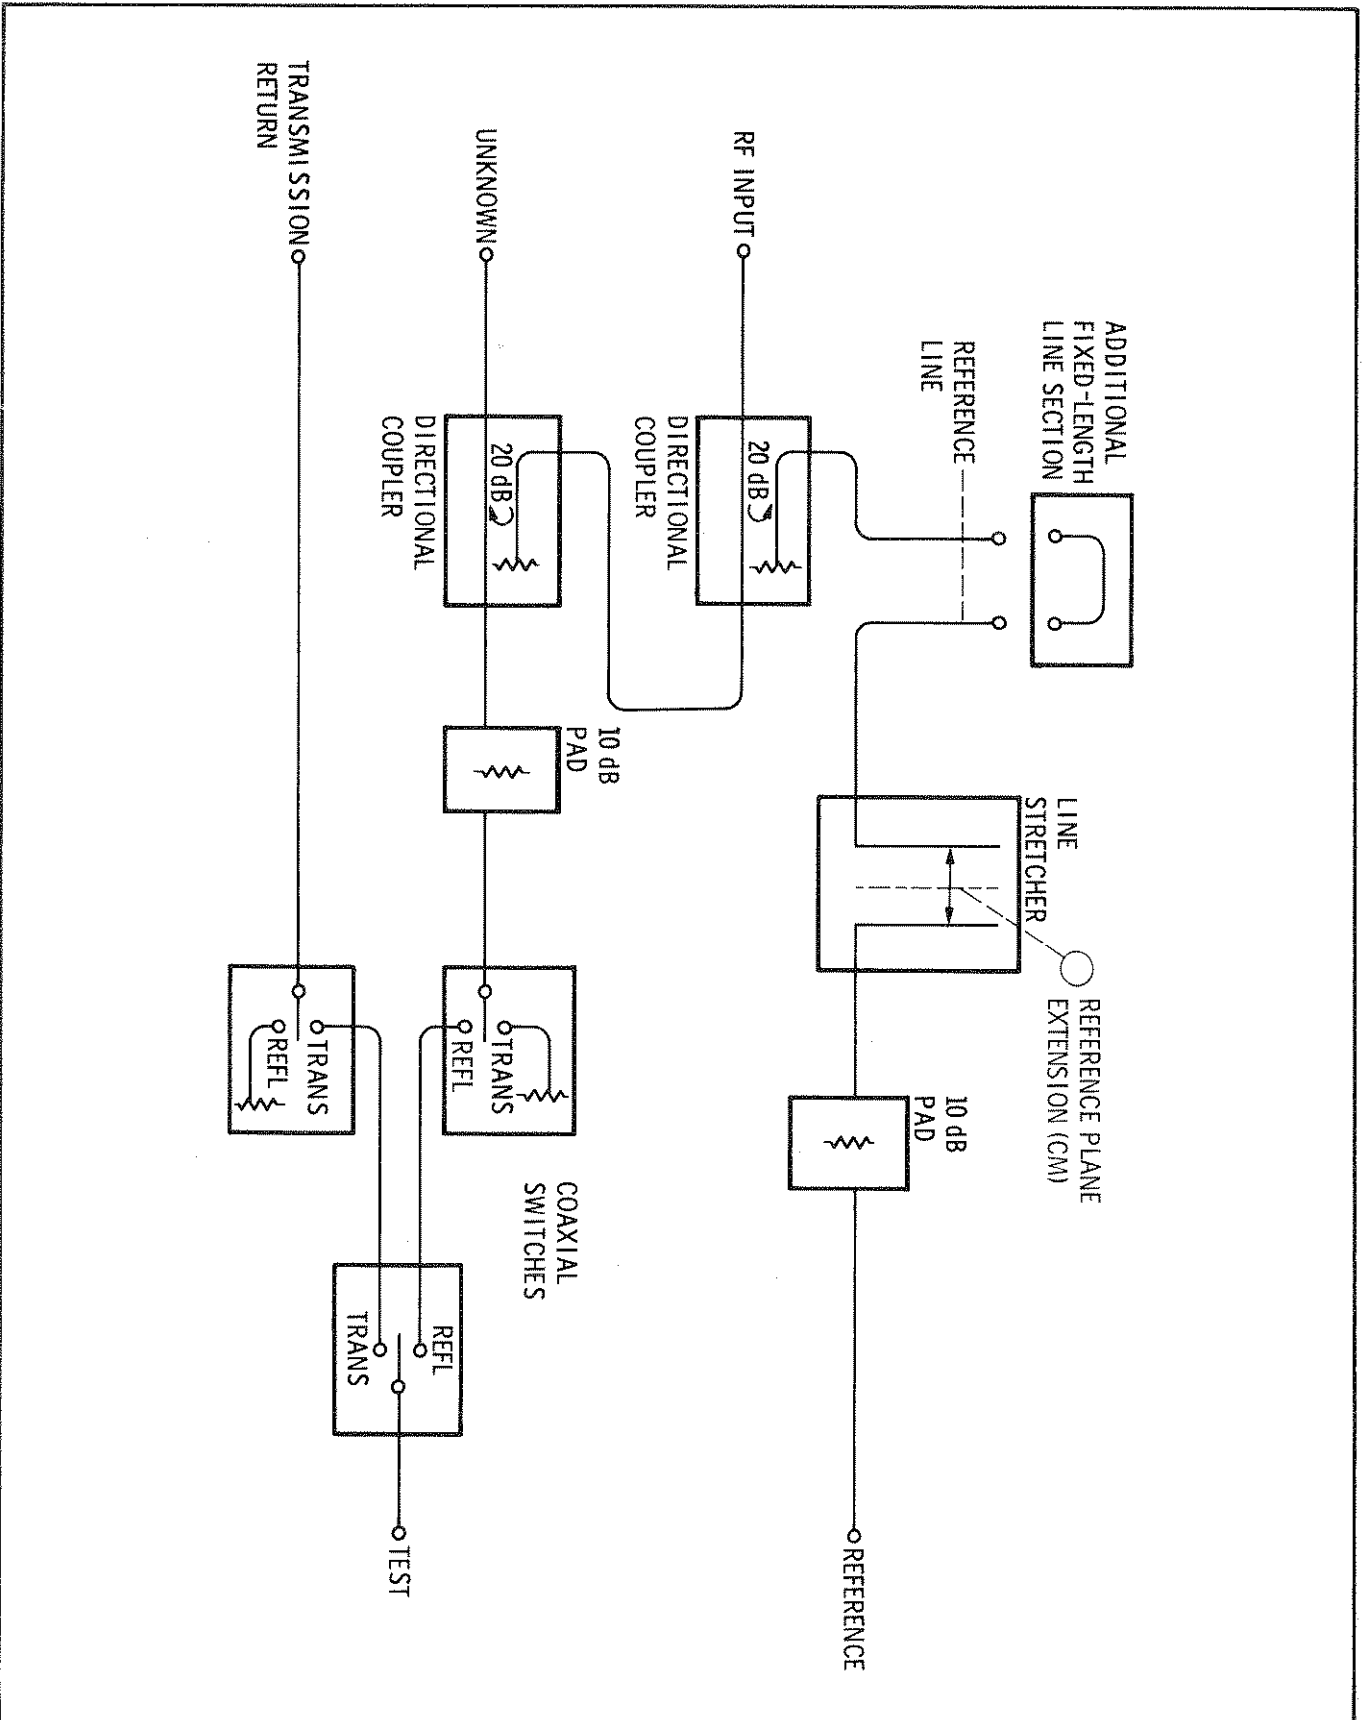 ADDITIONAL
FIXED-LENGTH
LINE SECTION
REFERENCE
LINE
LINE
STRETCHER
REFERENCE PLANE
EXTENSION (CM)
10 dB
PAD
REFERENCE
RF INPUT
20 dB
DIRECTIONAL
COUPLER
UNKNOWN
20 dB
DIRECTIONAL
COUPLER
10 dB
PAD
TRANS
REFL
COAXIAL
SWITCHES
TRANSMISSION
RETURN
TRANS
REFL
REFL
TRANS
TEST